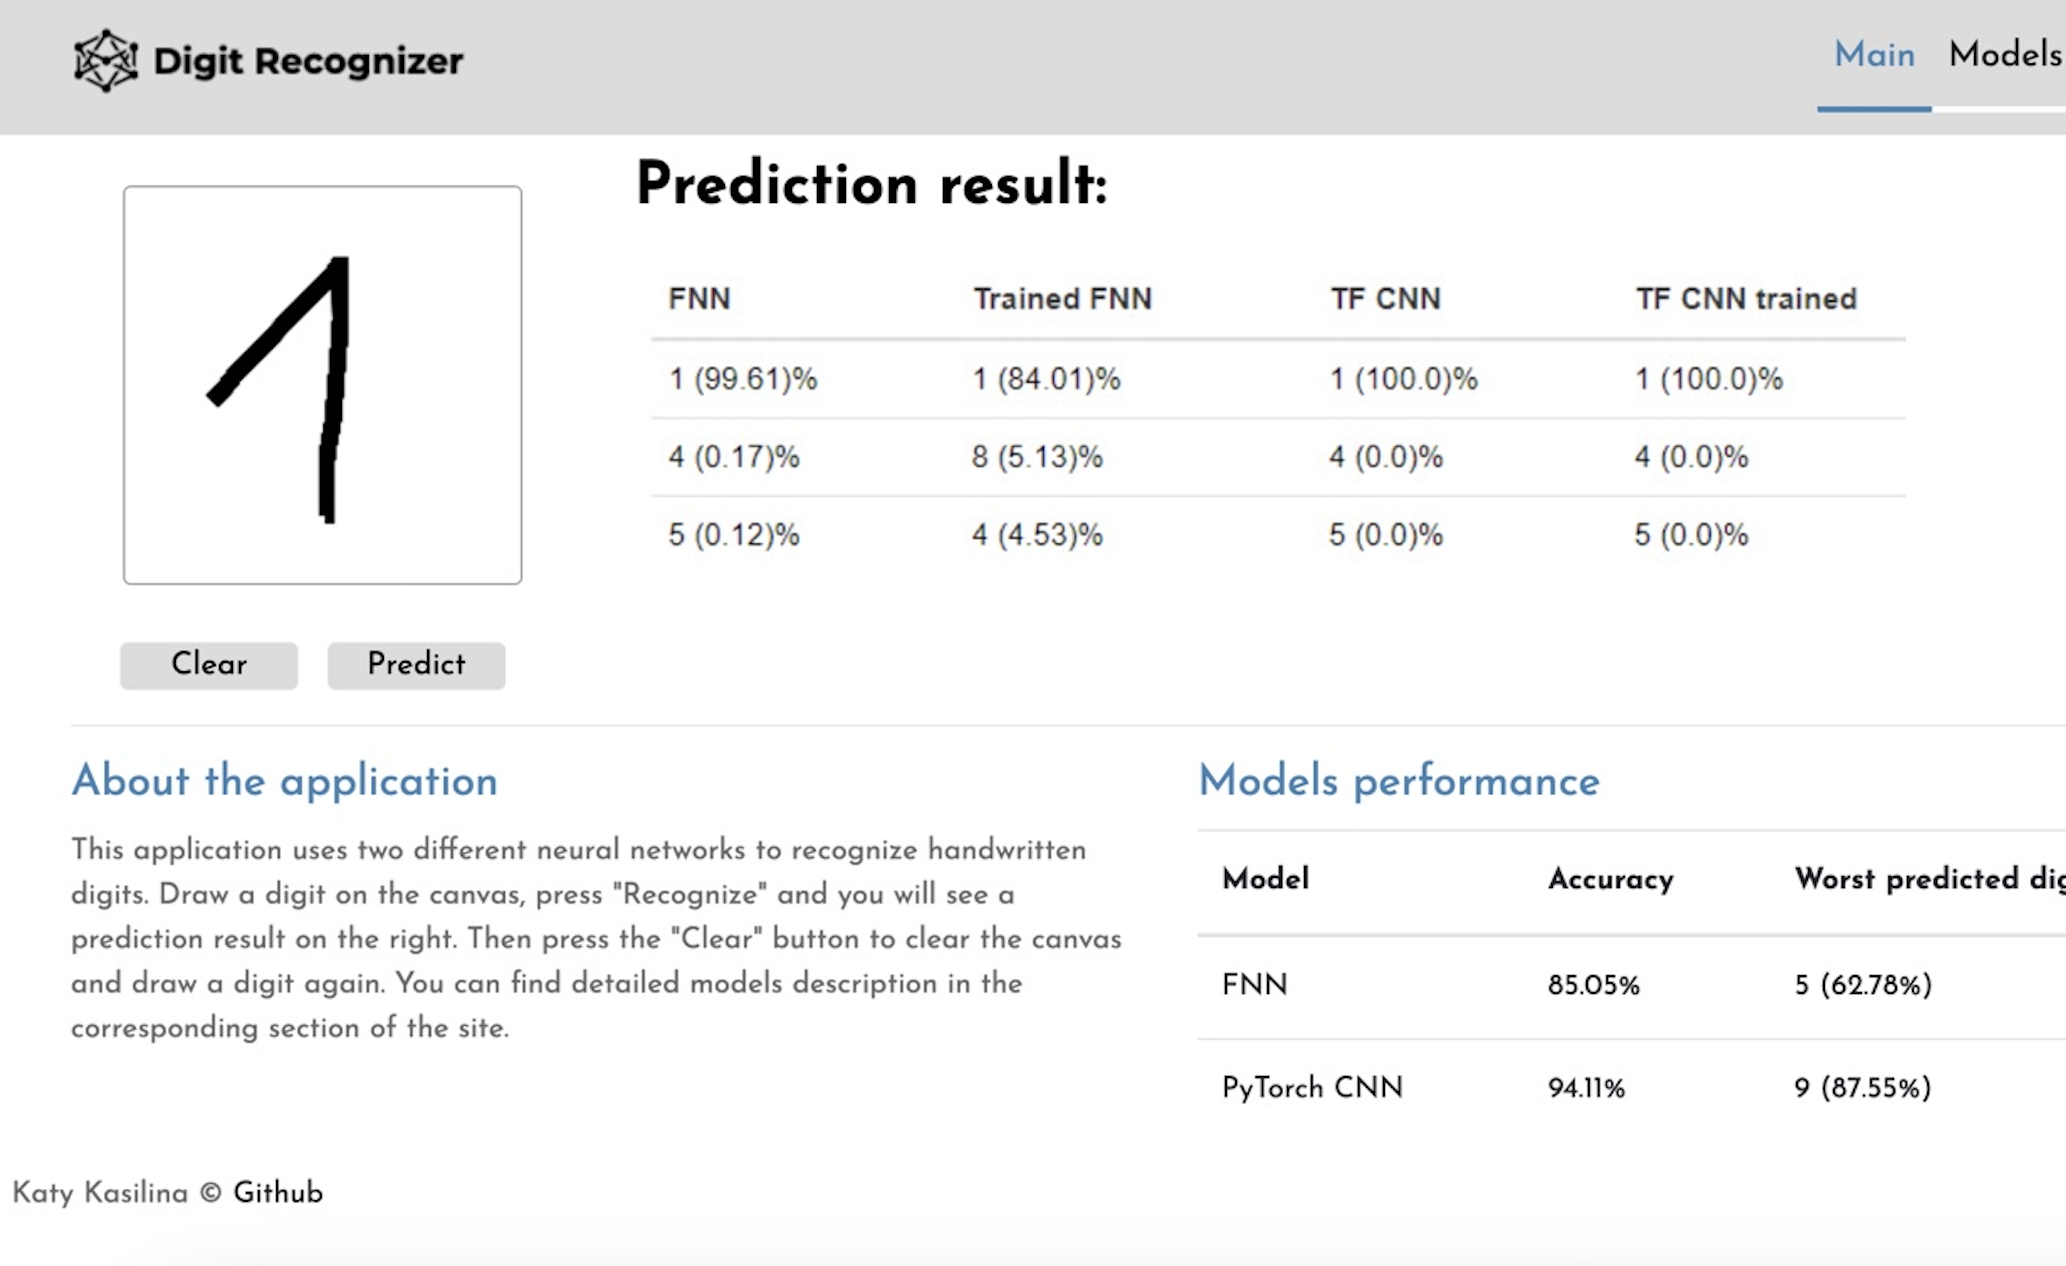 Digit Recognizer
Main Models
Prediction result:
1
FNN Trained FNN TF CNN TF CNN trained
1 (99.61)% 1 (84.01)% 1 (100.0)% 1 (100.0)%
4 (0.17)% 8 (5.13)% 4 (0.0)% 4 (0.0)%
5 (0.12)% 4 (4.53)% 5 (0.0)% 5 (0.0)%
Clear Predict
About the application
This application uses two different neural networks to recognize handwritten
digits. Draw a digit on the canvas, press "Recognize" and you will see a
prediction result on the right. Then press the "Clear" button to clear the canvas
and draw a digit again. You can find detailed models description in the
corresponding section of the site.
Models performance
Model Accuracy Worst predicted
FNN 85.05% 5 (62.78%)
PyTorch CNN 94.11% 9 (87.55%)
Katy Kasilina © Github